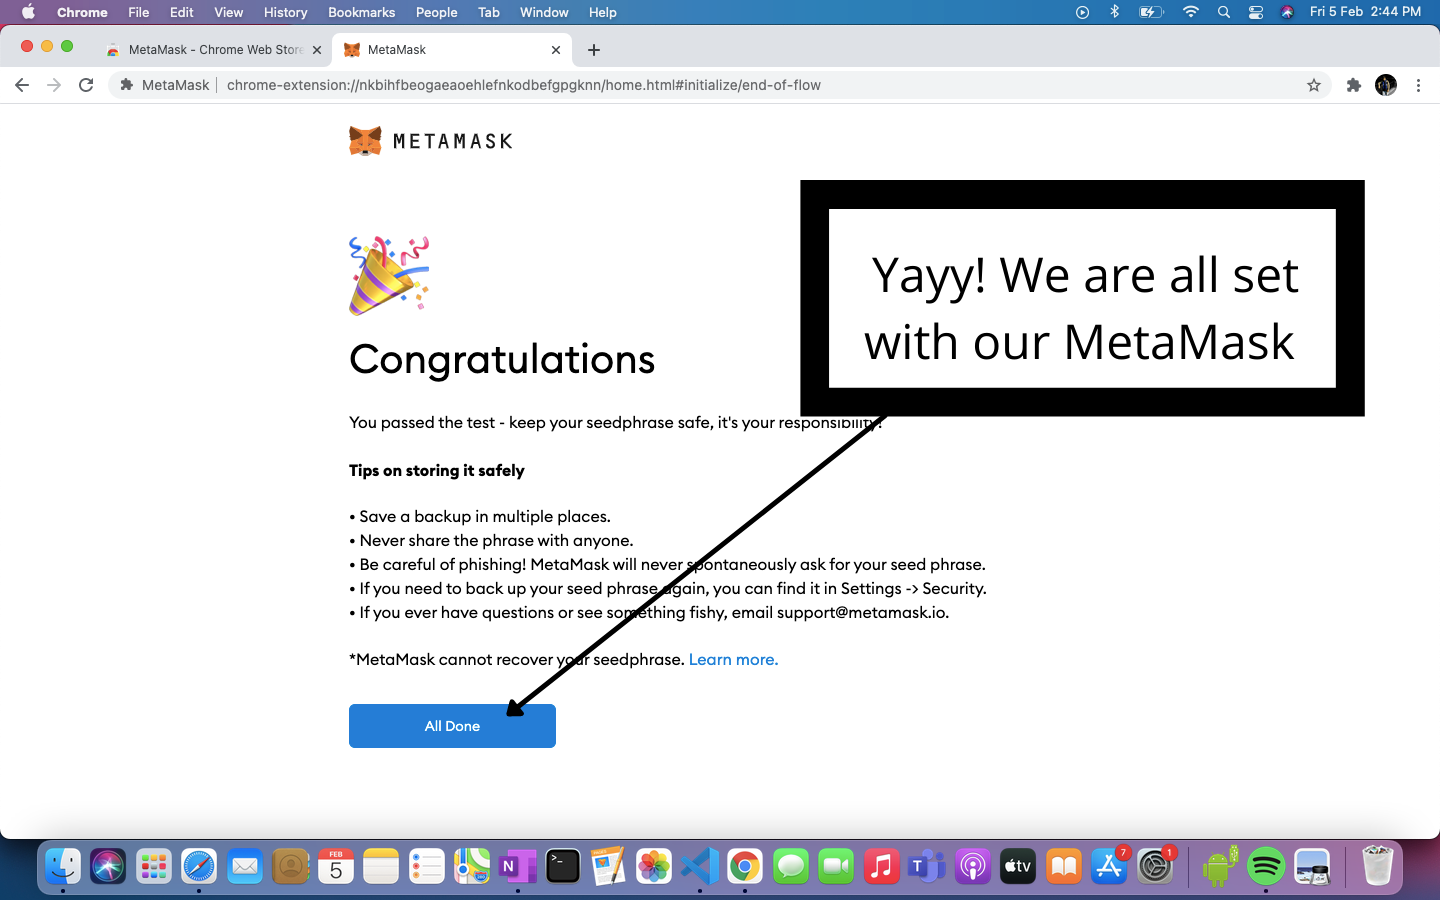 Chrome File Edit View History Bookmarks People Tab Window Help Fri 5 Feb 2:44 PM
MetaMask - Chrome Web Store MetaMask
MetaMask chrome-extension://nkbihfbeogaeaoehlefnkodbefgpgknn/home.html#initialize/end-of-flow
METAMASK
Yayy! We are all set
with our MetaMask
Congratulations
You passed the test - keep your seedphrase safe, it's your responsibility!
Tips on storing it safely
• Save a backup in multiple places.
• Never share the phrase with anyone.
• Be careful of phishing! MetaMask will never spontaneously ask for your seed phrase.
• If you need to back up your seed phrase again, you can find it in Settings -> Security.
• If you ever have questions or see something fishy, email support@metamask.io.
*MetaMask cannot recover your seedphrase. Learn more.
All Done
FEB
5
N
>_
T
tv
7
1